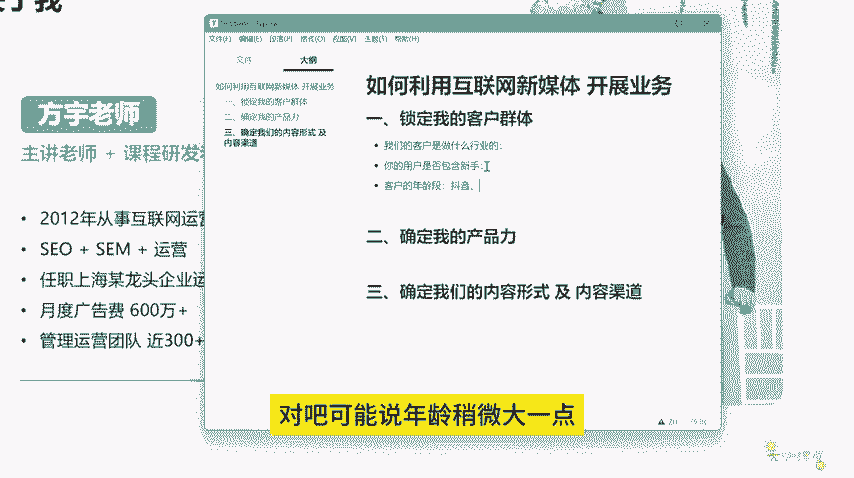 方宇老师
主讲老师 + 课程研发
• 2012年从事互联网运营
• SEO + SEM + 运营
• 任职上海某龙头企业运
• 月度广告费 600万+
• 管理运营团队 近300+
文件(F) 编辑(E) 段落(P) 格式(O) 视图(V) 主题(T) 帮助(H)
文件 大纲
如何利用互联网新媒体 开展业务
一、锁定我的客户群体
二、确定我的产品力
三、确定我们的内容形式 及
内容渠道
如何利用互联网新媒体 开展业务
一、锁定我的客户群体
• 我们的客户是做什么行业的:
• 你的用户是否包含新手:
• 客户的年龄段：抖音、
二、确定我的产品力
三、确定我们的内容形式 及 内容渠道
对吧可能说年龄稍微大一点